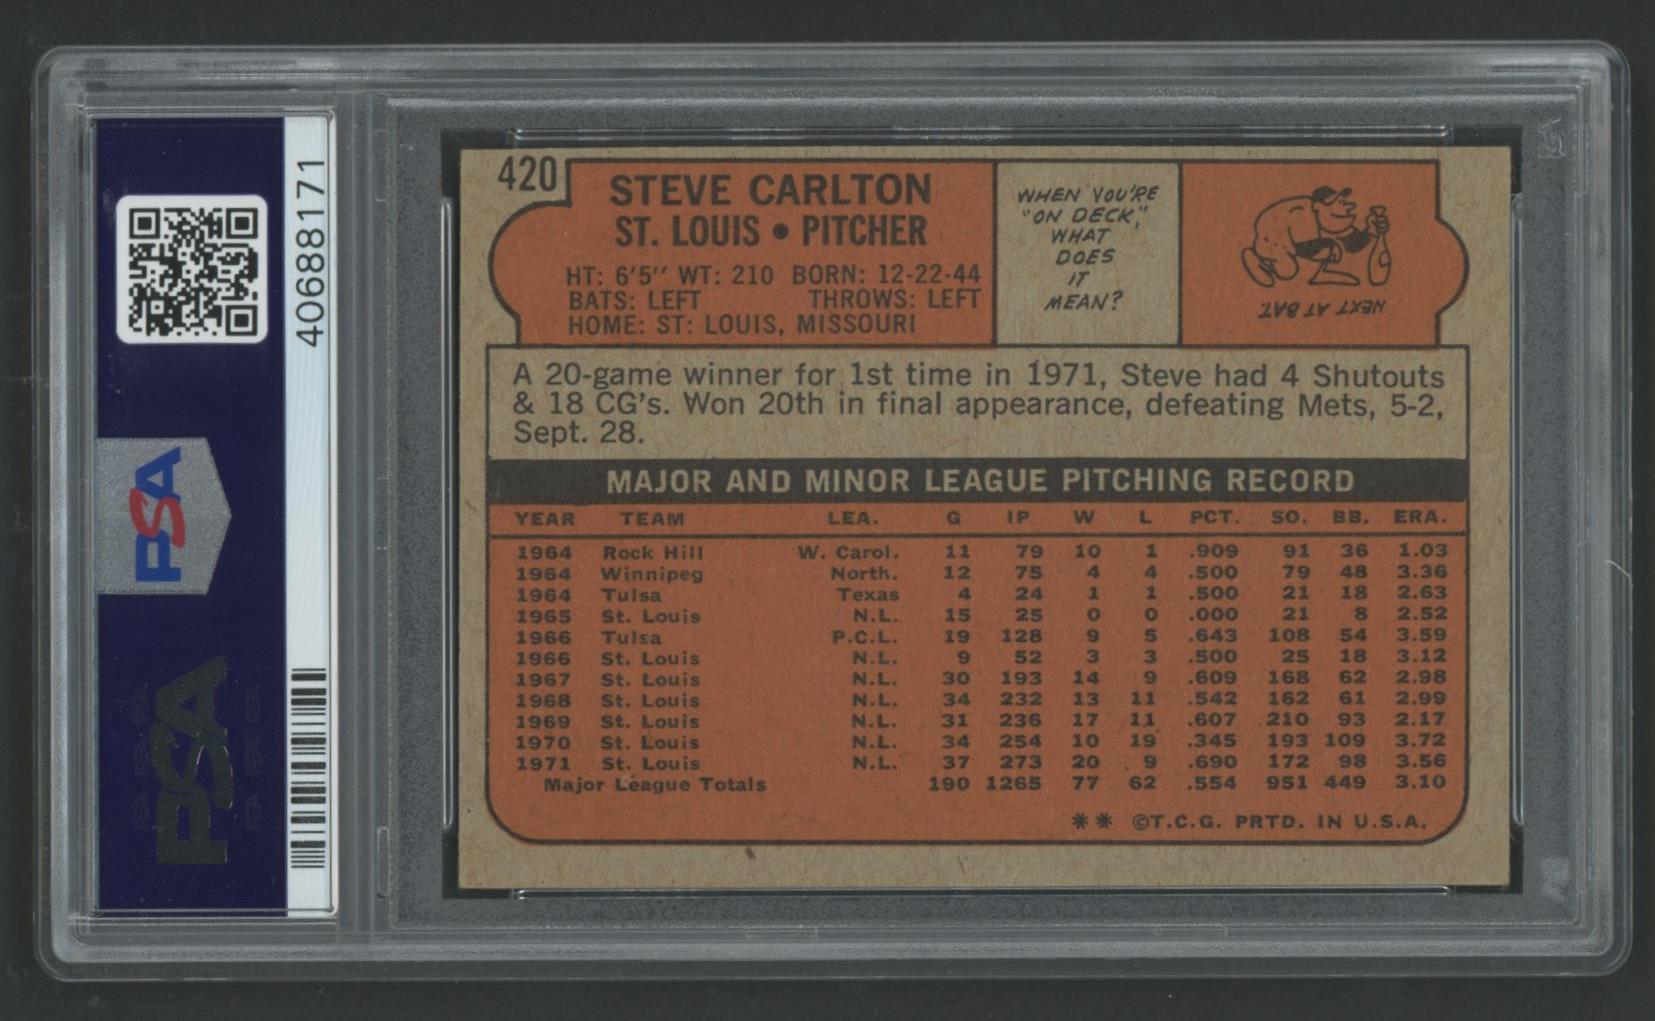 40688171
PSA
PSA
420
STEVE CARLTON
ST. LOUIS • PITCHER
HT: 6'5" WT: 210 BORN: 12-22-44
BATS: LEFT THROWS: LEFT
HOME: ST: LOUIS, MISSOURI
WHEN YOU'RE
"ON DECK,"
WHAT
DOES
IT
MEAN?
NEXT AT BAT.
A 20-game winner for 1st time in 1971, Steve had 4 Shutouts
& 18 CG's. Won 20th in final appearance, defeating Mets, 5-2,
Sept. 28.
MAJOR AND MINOR LEAGUE PITCHING RECORD
YEAR TEAM LEA. G IP W L PCT. SO. BB. ERA.
1964 Rock Hill W. Carol. 11 79 10 1 .909 91 36 1.03
1964 Winnipeg North. 12 75 4 4 .500 79 48 3.36
1964 Tulsa Texas 4 24 1 1 .500 21 18 2.63
1965 St. Louis N.L. 15 25 0 0 .000 21 8 2.52
1966 Tulsa P.C.L. 19 128 9 5 .643 108 54 3.59
1966 St. Louis N.L. 9 52 3 3 .500 25 18 3.12
1967 St. Louis N.L. 30 193 14 9 .609 168 62 2.98
1968 St. Louis N.L. 34 232 13 11 .542 162 61 2.99
1969 St. Louis N.L. 31 236 17 11 .607 210 93 2.17
1970 St. Louis N.L. 34 254 10 19 .345 193 109 3.72
1971 St. Louis N.L. 37 273 20 9 .690 172 98 3.56
Major League Totals 190 1265 77 62 .554 951 449 3.10
** ©T.C.G. PRTD. IN U.S.A.